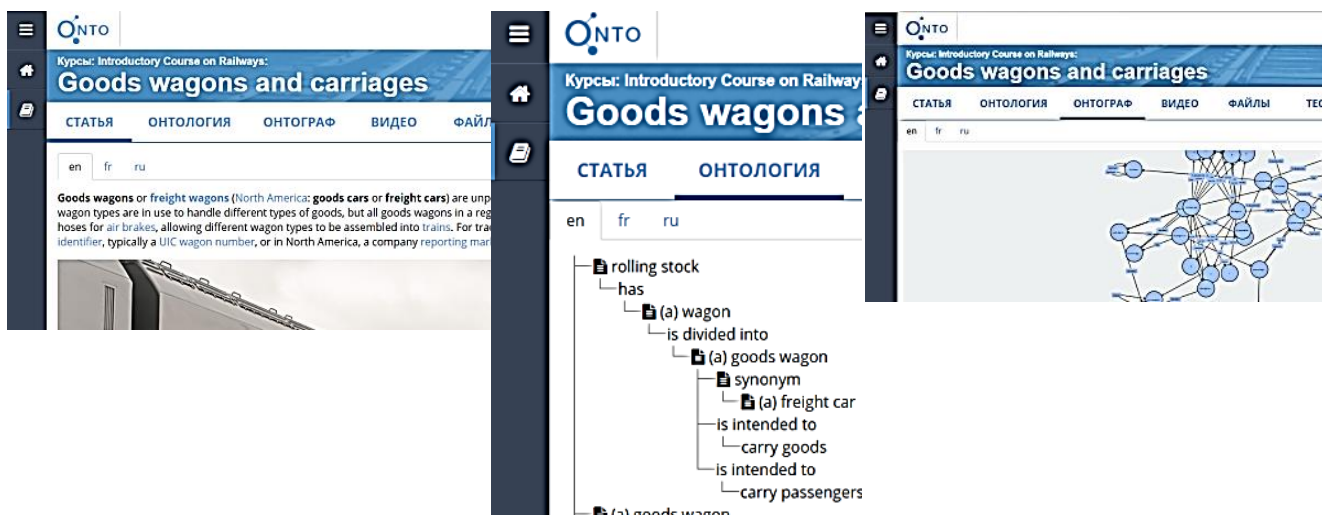 ONTO
Курсы: Introductory Course on Railways:
Goods wagons and carriages
СТАТЬЯ ОНТОЛОГИЯ ОНТОГРАФ ВИДЕО ФАЙЛ
en fr ru
Goods wagons or freight wagons (North America: goods cars or freight cars) are unp
wagon types are in use to handle different types of goods, but all goods wagons in a reg
hoses for air brakes, allowing different wagon types to be assembled into trains. For tra
identifier, typically a UIC wagon number, or in North America, a company reporting mar
ONTO
Курсы: Introductory Course on Railway
Goods wagons a
СТАТЬЯ ОНТОЛОГИЯ
en fr ru
rolling stock
has
(a) wagon
is divided into
(a) goods wagon
synonym
(a) freight car
is intended to
carry goods
is intended to
carry passengers
(a) goods wagon
ONTO
Курсы: Introductory Course on Railways:
Goods wagons and carriages
СТАТЬЯ ОНТОЛОГИЯ ОНТОГРАФ ВИДЕО ФАЙЛЫ ТЕС
en fr ru